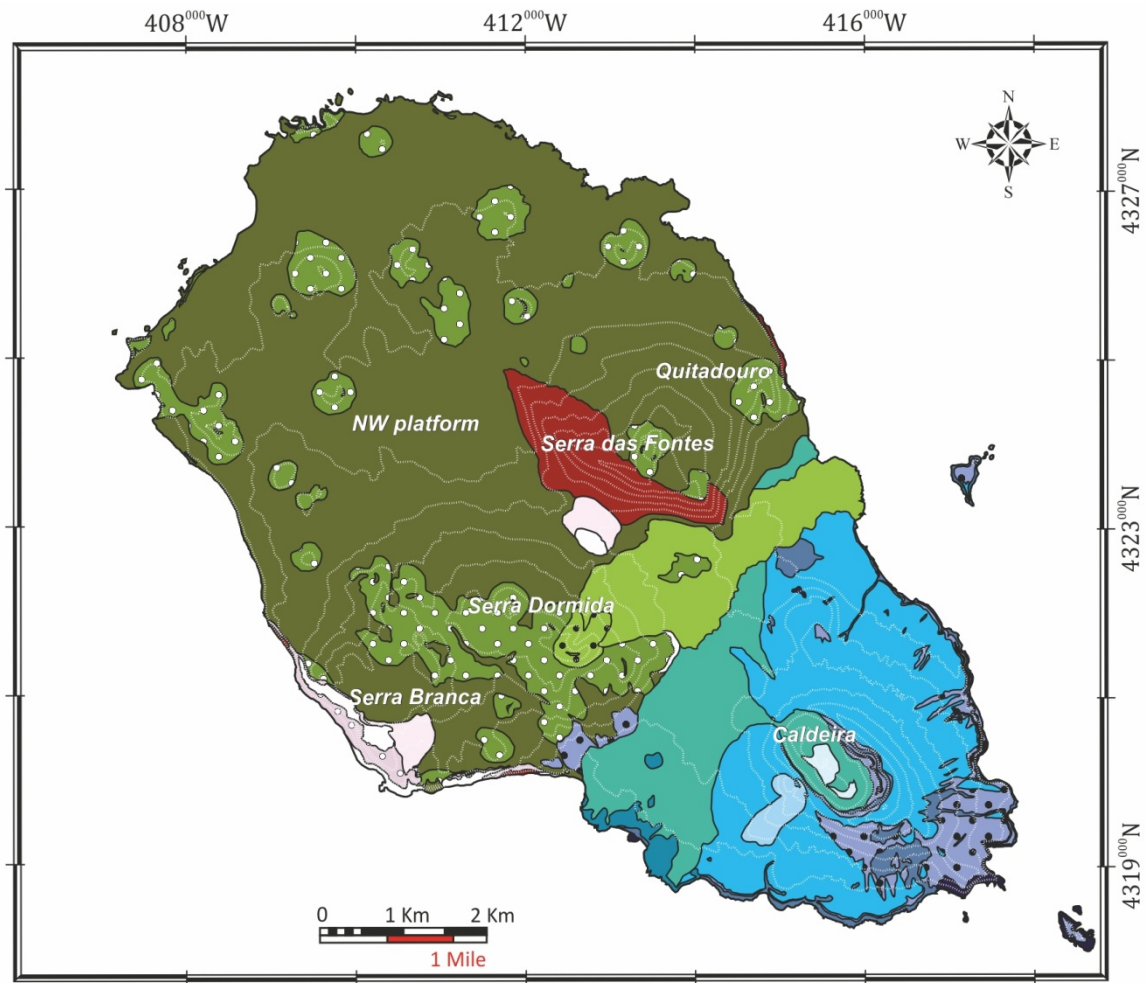 408⁰⁰⁰W 412⁰⁰⁰W 416⁰⁰⁰W
N
W E
S
4327⁰⁰⁰N
Quitadouro
NW platform
Serra das Fontes
4323⁰⁰⁰N
Serra Dormida
Serra Branca
Caldeira
4319⁰⁰⁰N
0 1 Km 2 Km
1 Mile